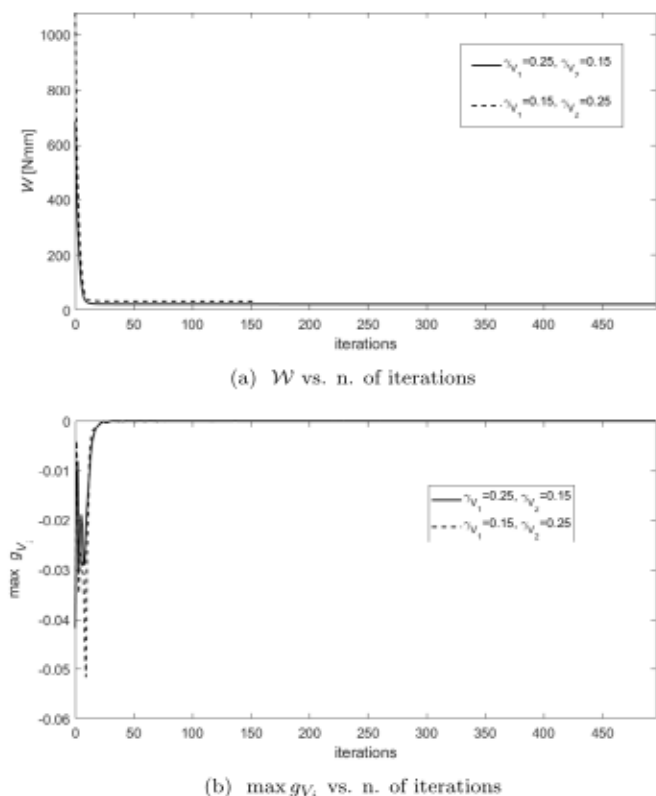 1000
800
600
400
200
0
W [Nmm]
γV1=0.25, γV2=0.15
γV1=0.15, γV2=0.25
0 50 100 150 200 250 300 350 400 450
iterations
(a) W vs. n. of iterations
0
-0.01
-0.02
-0.03
-0.04
-0.05
-0.06
max gVi
γV1=0.25, γV2=0.15
γV1=0.15, γV2=0.25
0 50 100 150 200 250 300 350 400 450
iterations
(b) max gVi vs. n. of iterations